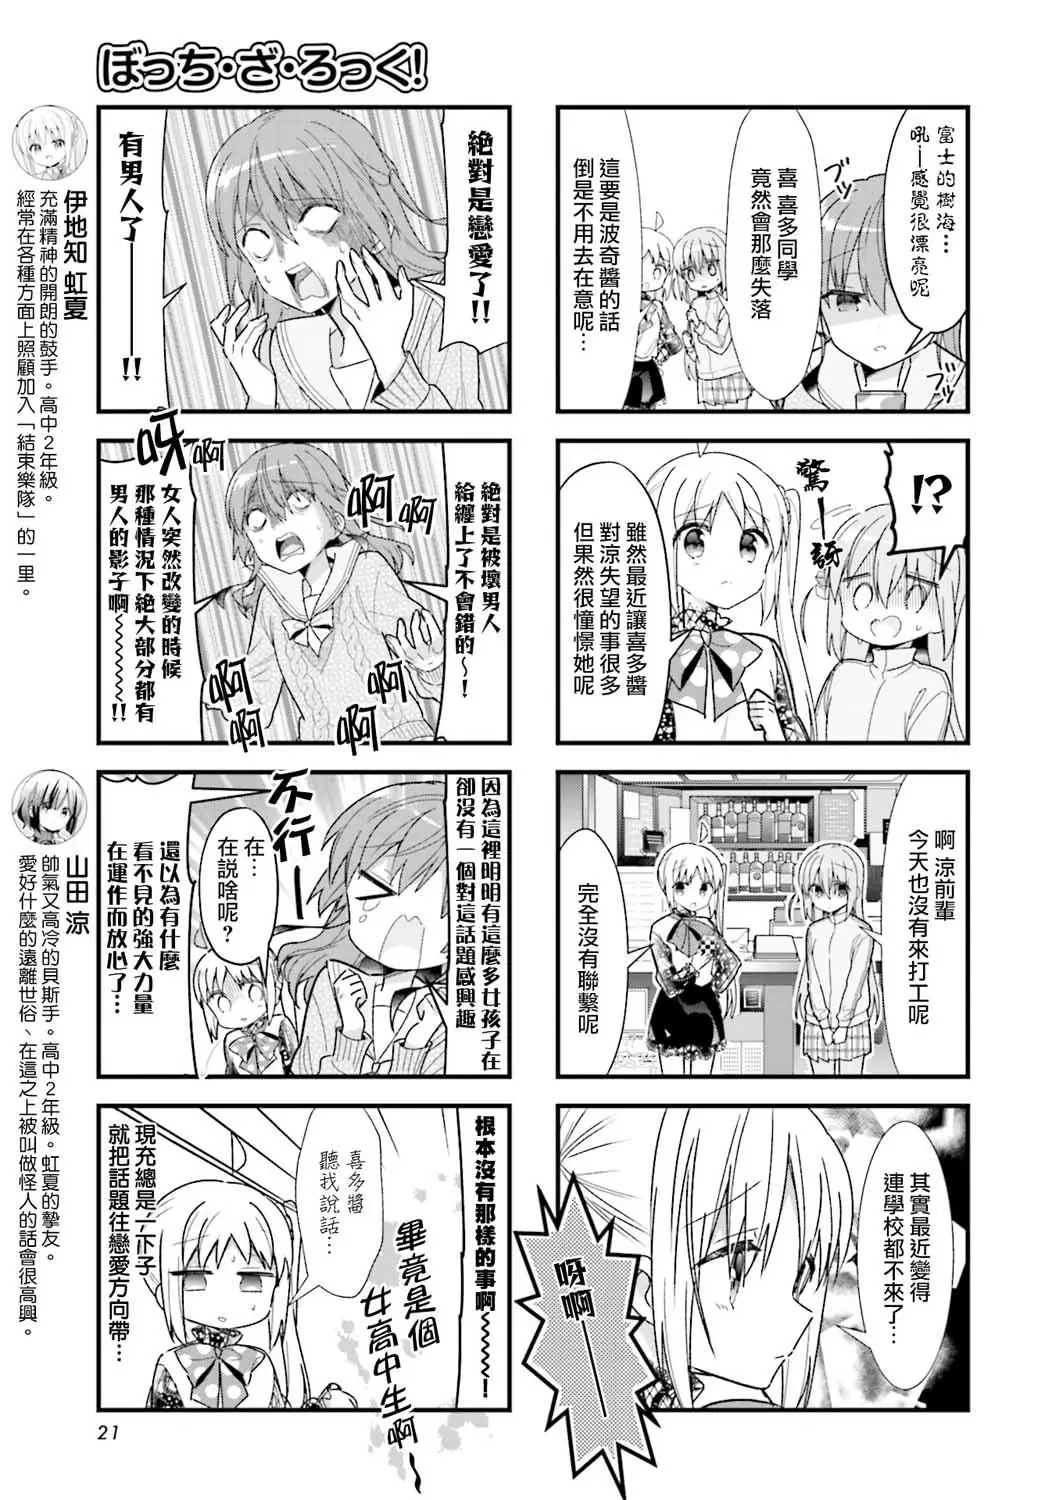 ぼっち・ざ・ろっく!
富士的樹海…
吼—感覺很漂亮呢
喜 喜多同學
竟然會那麼失落
這要是波奇醬的話
倒是不用去在意呢…
!?
驚——訝
雖然最近讓喜多醬
對涼失望的事很多
但果然很憧憬她呢
啊 涼前輩
今天也沒有來打工呢
完全沒有聯繫呢
其實最近變得
連學校都不來了…
呀啊——
絕對是戀愛了!!
有男人了——!!
絕對是被壞男人
給纏上了不會錯的~!
呀
啊
啊啊
啊啊
啊啊
啊啊
啊啊
啊啊
女人突然改變的時候
那種情況下絕大部分都有
男人的影子啊~~~~!!
因為這裡明明有這麼多女孩子在
卻沒有一個對這話題感興趣
不行—
在…
在説啥呢?
還以為有什麼
看不見的強大力量
在運作而放心了…
根本沒有那樣的事啊~~~~!
畢竟是個
女高中生啊~
喜多醬
聽我說話…
現充總是一下子
就把話題往戀愛方向帶…
伊地知 虹夏
充滿精神的開朗的鼓手。高中2年級。
經常在各種方面上照顧加入「結束樂隊」的一里。
山田 涼
帥氣又高冷的貝斯手。高中2年級。虹夏的摯友。
愛好什麼的遠離世俗、在這之上被叫做怪人的話會很高興。
21